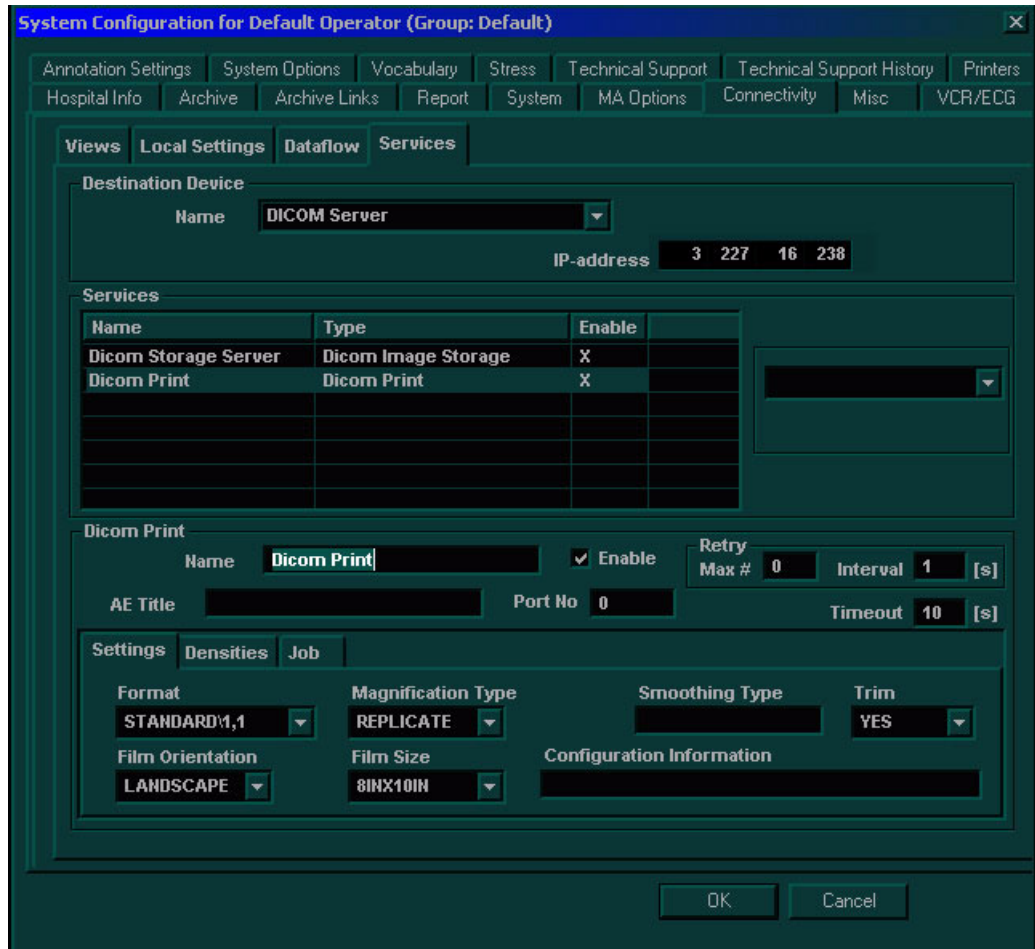 System Configuration for Default Operator (Group: Default)
Annotation Settings System Options Vocabulary Stress Technical Support Technical Support History Printers
Hospital Info Archive Archive Links Report System MA Options Connectivity Misc VCR/ECG
Views Local Settings Dataflow Services
Destination Device
Name DICOM Server
IP-address 3 227 16 238
Services
Name Type Enable
Dicom Storage Server Dicom Image Storage X
Dicom Print Dicom Print X
Dicom Print
Name Dicom Print Enable
Retry
Max # 0 Interval 1 [s]
AE Title Port No 0 Timeout 10 [s]
Settings Densities Job
Format Magnification Type Smoothing Type Trim
STANDARD\1,1 REPLICATE YES
Film Orientation Film Size Configuration Information
LANDSCAPE 8INX10IN
OK Cancel